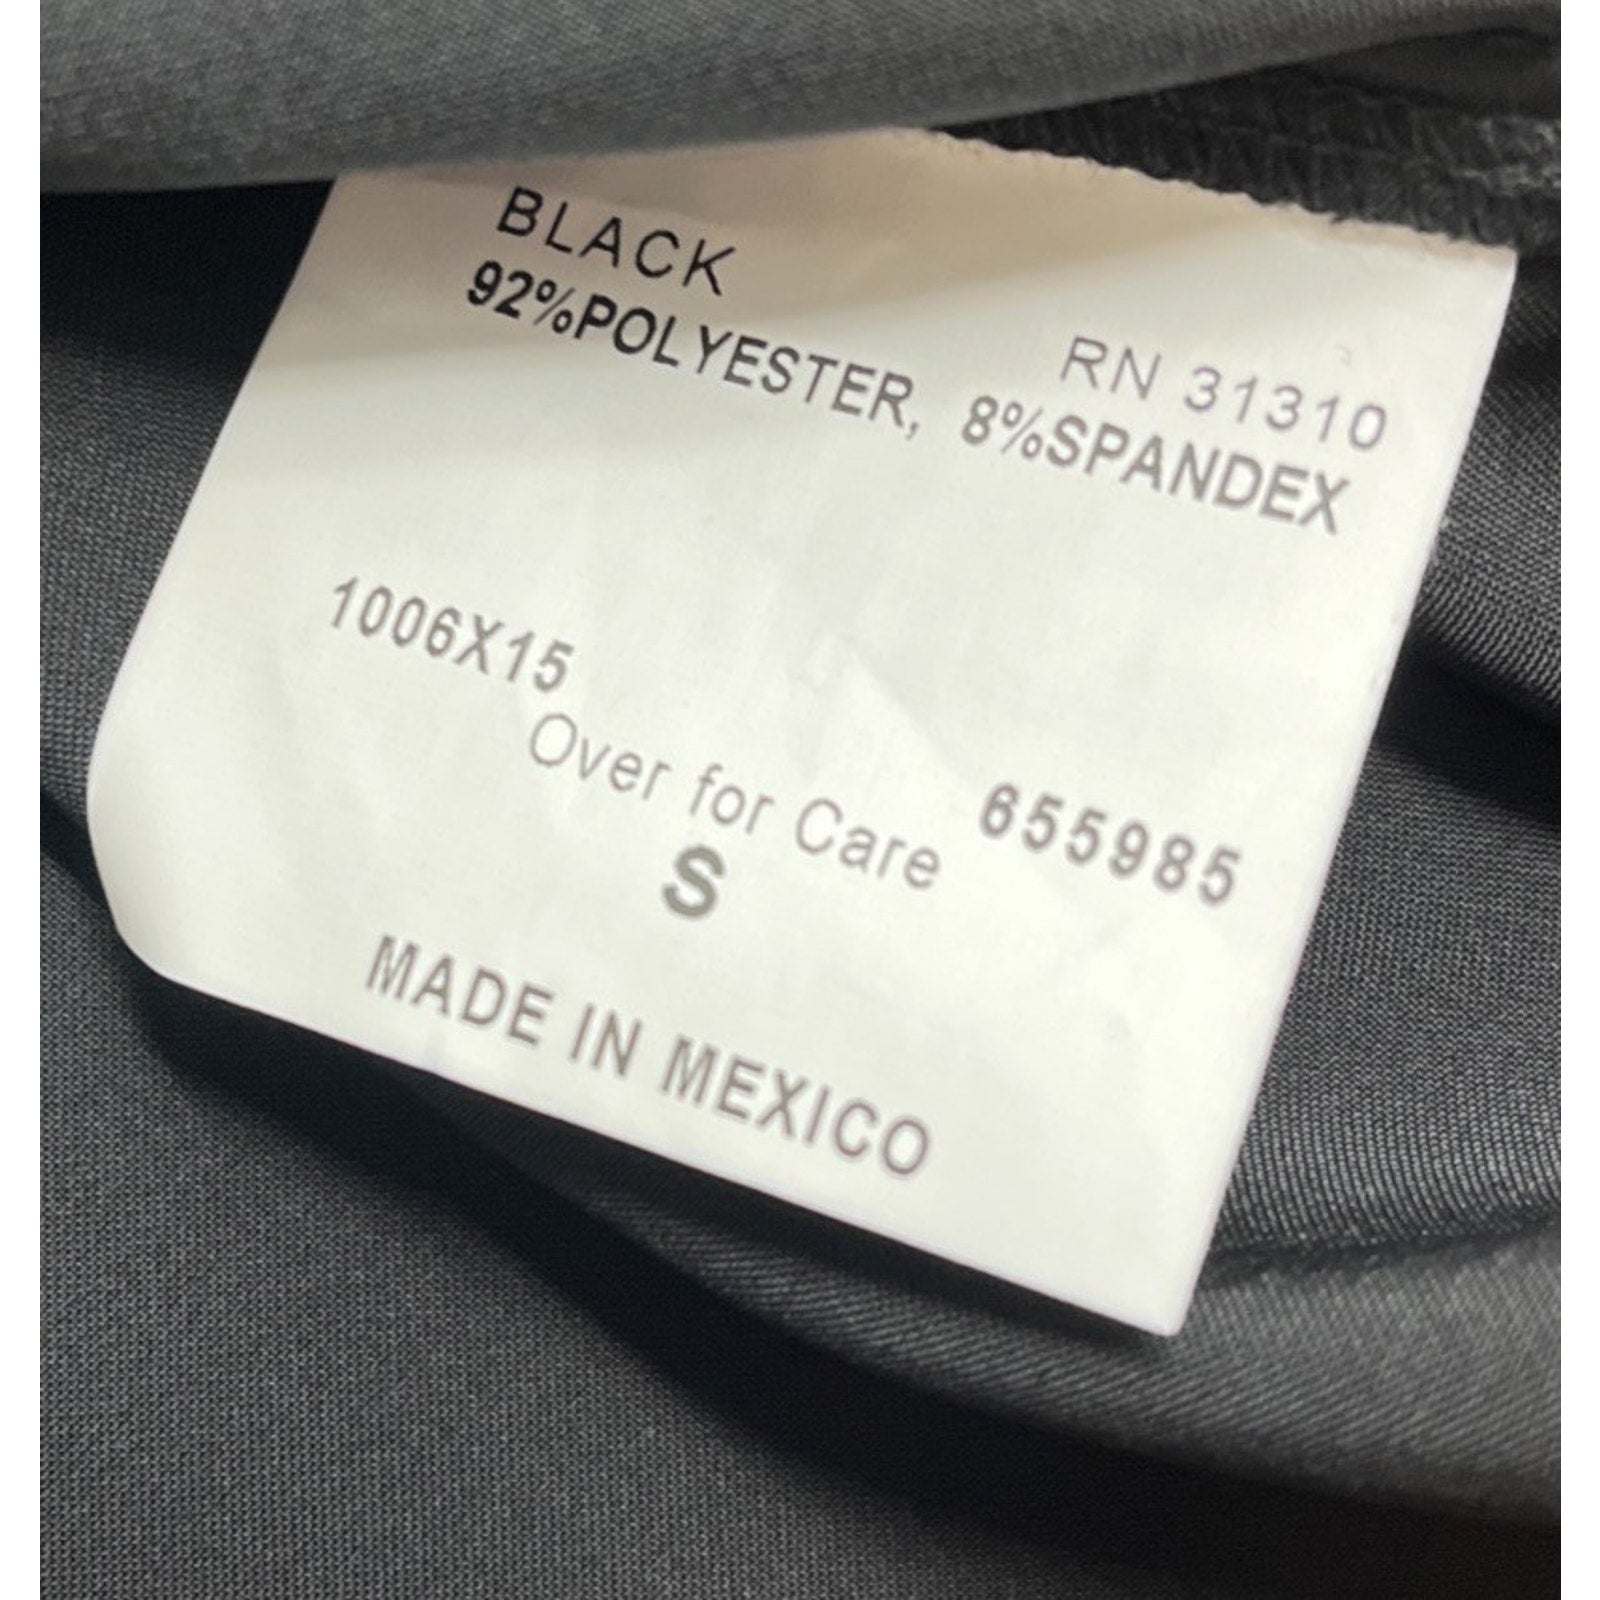 BLACK
RN 31310
92%POLYESTER, 8%SPANDEX
1006X15
655985
Over for Care
S
MADE IN MEXICO